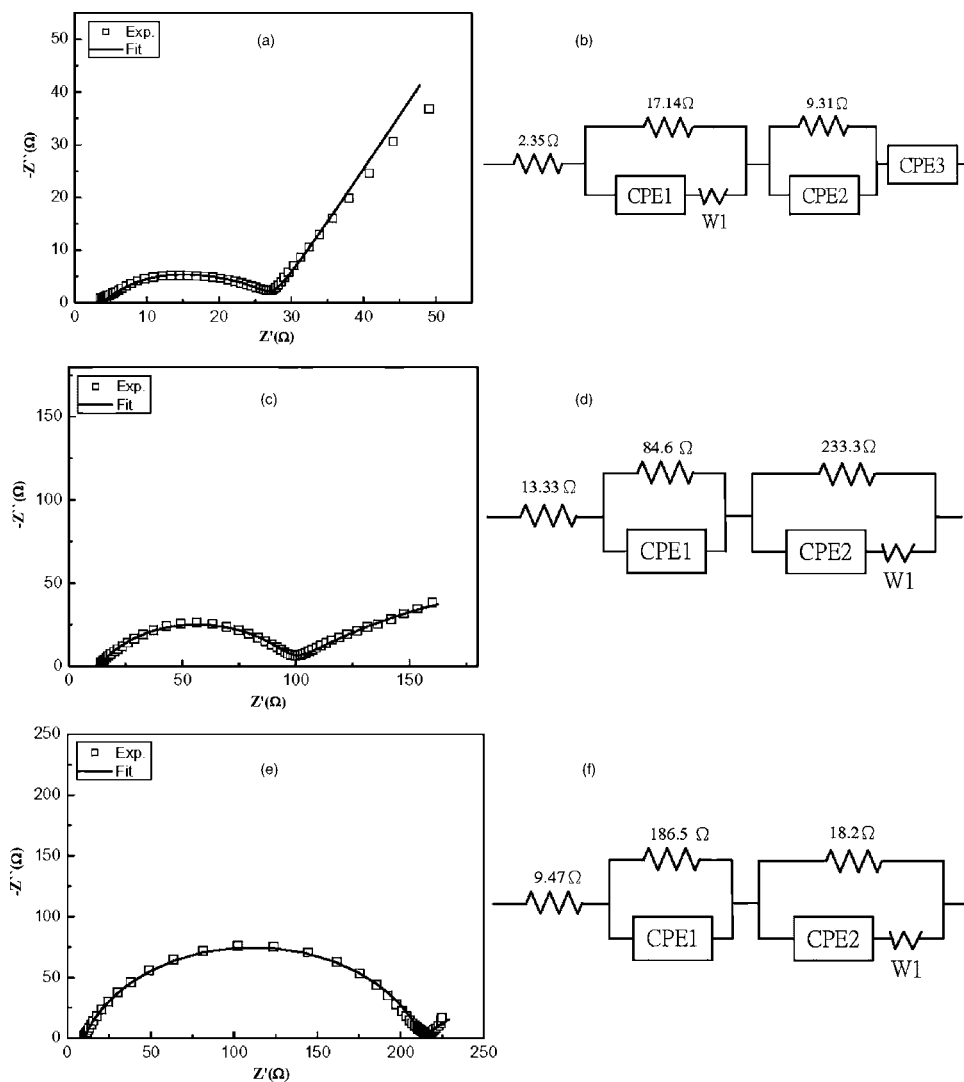 (a)
Exp.
Fit
50
40
30
20
10
0
-Z``(Ω)
0 10 20 30 40 50
Z'(Ω)
(b)
17.14Ω
9.31Ω
2.35Ω
CPE1
W1
CPE2
CPE3
(c)
Exp.
Fit
150
100
50
0
-Z``(Ω)
0 50 100 150
Z'(Ω)
(d)
84.6 Ω
233.3Ω
13.33 Ω
CPE1
CPE2
W1
(e)
Exp.
Fit
250
200
150
100
50
0
-Z``(Ω)
0 50 100 150 200 250
Z'(Ω)
(f)
186.5 Ω
18.2Ω
9.47Ω
CPE1
CPE2
W1